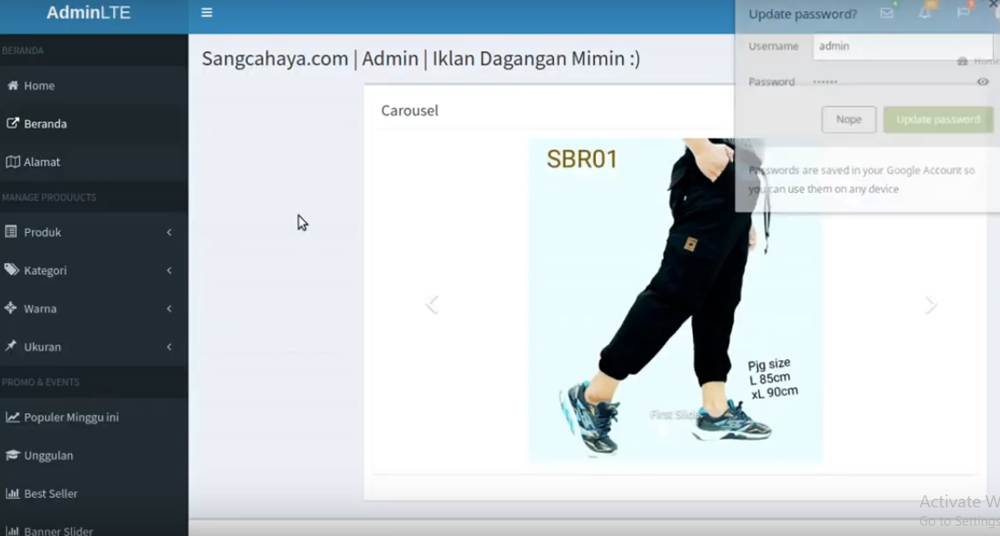 AdminLTE
BERANDA
Home
Beranda
Alamat
MANAGE PRODUUCTS
Produk
Kategori
Warna
Ukuran
PROMO & EVENTS
Populer Minggu ini
Unggulan
Best Seller
Banner Slider
Sangcahaya.com | Admin | Iklan Dagangan Mimin :)
Home
Carousel
SBR01
Pjg size
L 85cm
xL 90cm
First Slide
Update password?
Username admin
Password ••••••
Nope Update password
Passwords are saved in your Google Account so
you can use them on any device
Activate W
Go to Settings